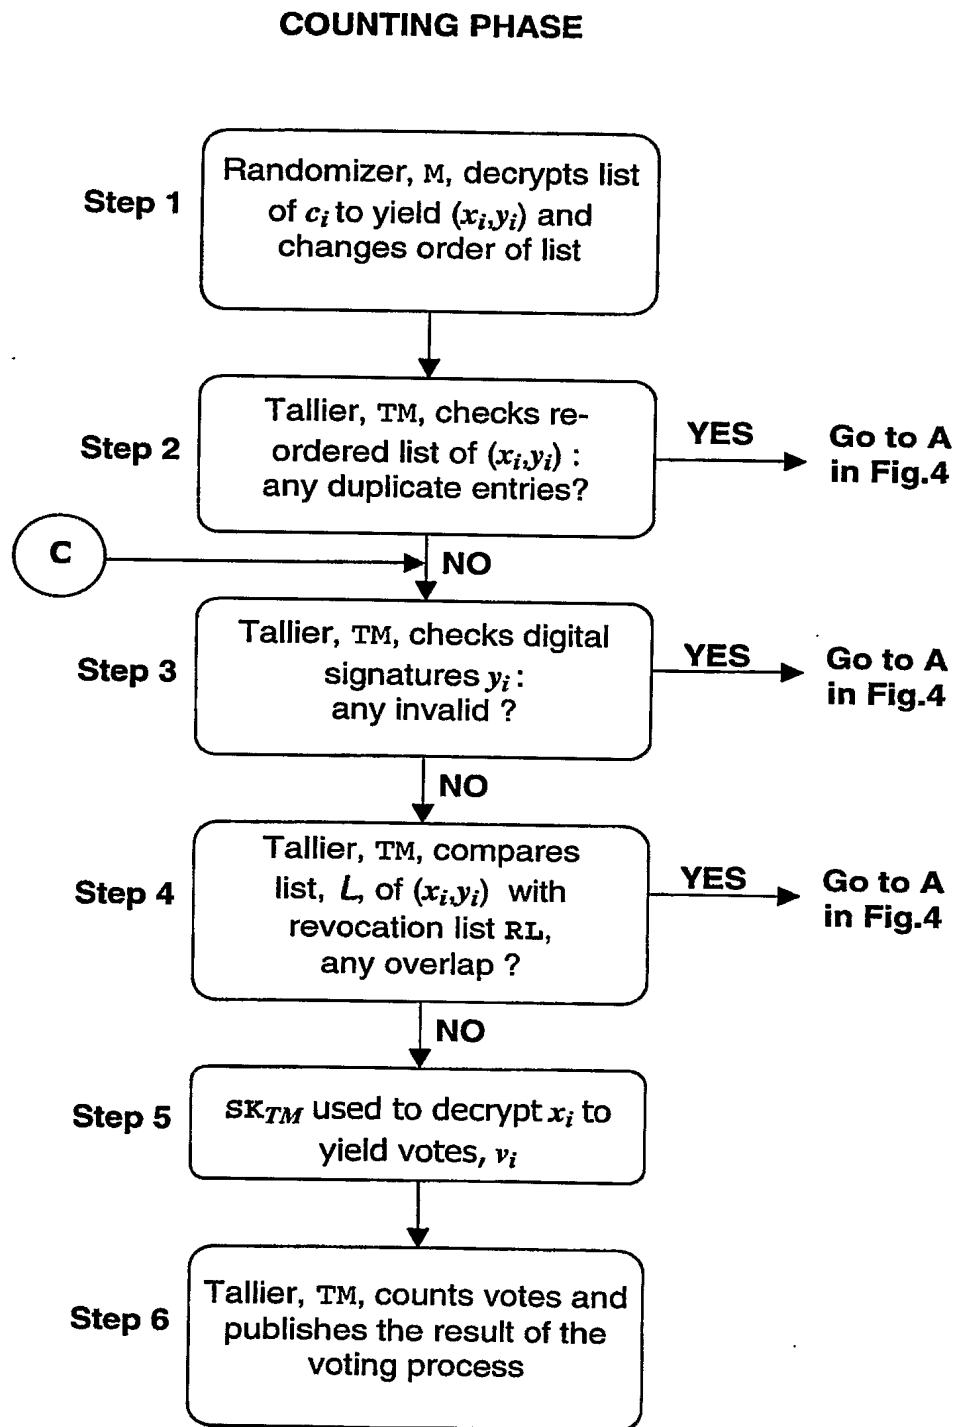 COUNTING PHASE
Step 1
Randomizer, M, decrypts list
of cᵢ to yield (xᵢ,yᵢ) and
changes order of list
Step 2
Tallier, TM, checks re-
ordered list of (xᵢ,yᵢ) :
any duplicate entries?
YES
Go to A
in Fig.4
C
NO
Step 3
Tallier, TM, checks digital
signatures yᵢ :
any invalid ?
YES
Go to A
in Fig.4
NO
Step 4
Tallier, TM, compares
list, L, of (xᵢ,yᵢ) with
revocation list RL,
any overlap ?
YES
Go to A
in Fig.4
NO
Step 5
SK_TM used to decrypt xᵢ to
yield votes, vᵢ
Step 6
Tallier, TM, counts votes and
publishes the result of the
voting process